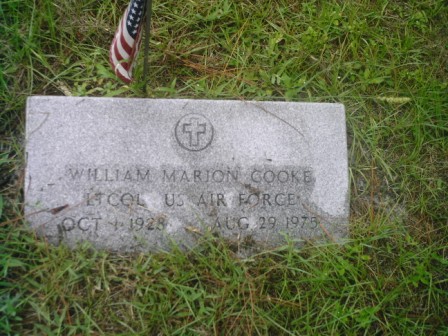 WILLIAM MARION COOKE
LTCOL US AIR FORCE
OCT 1 1928 AUG 29 1975